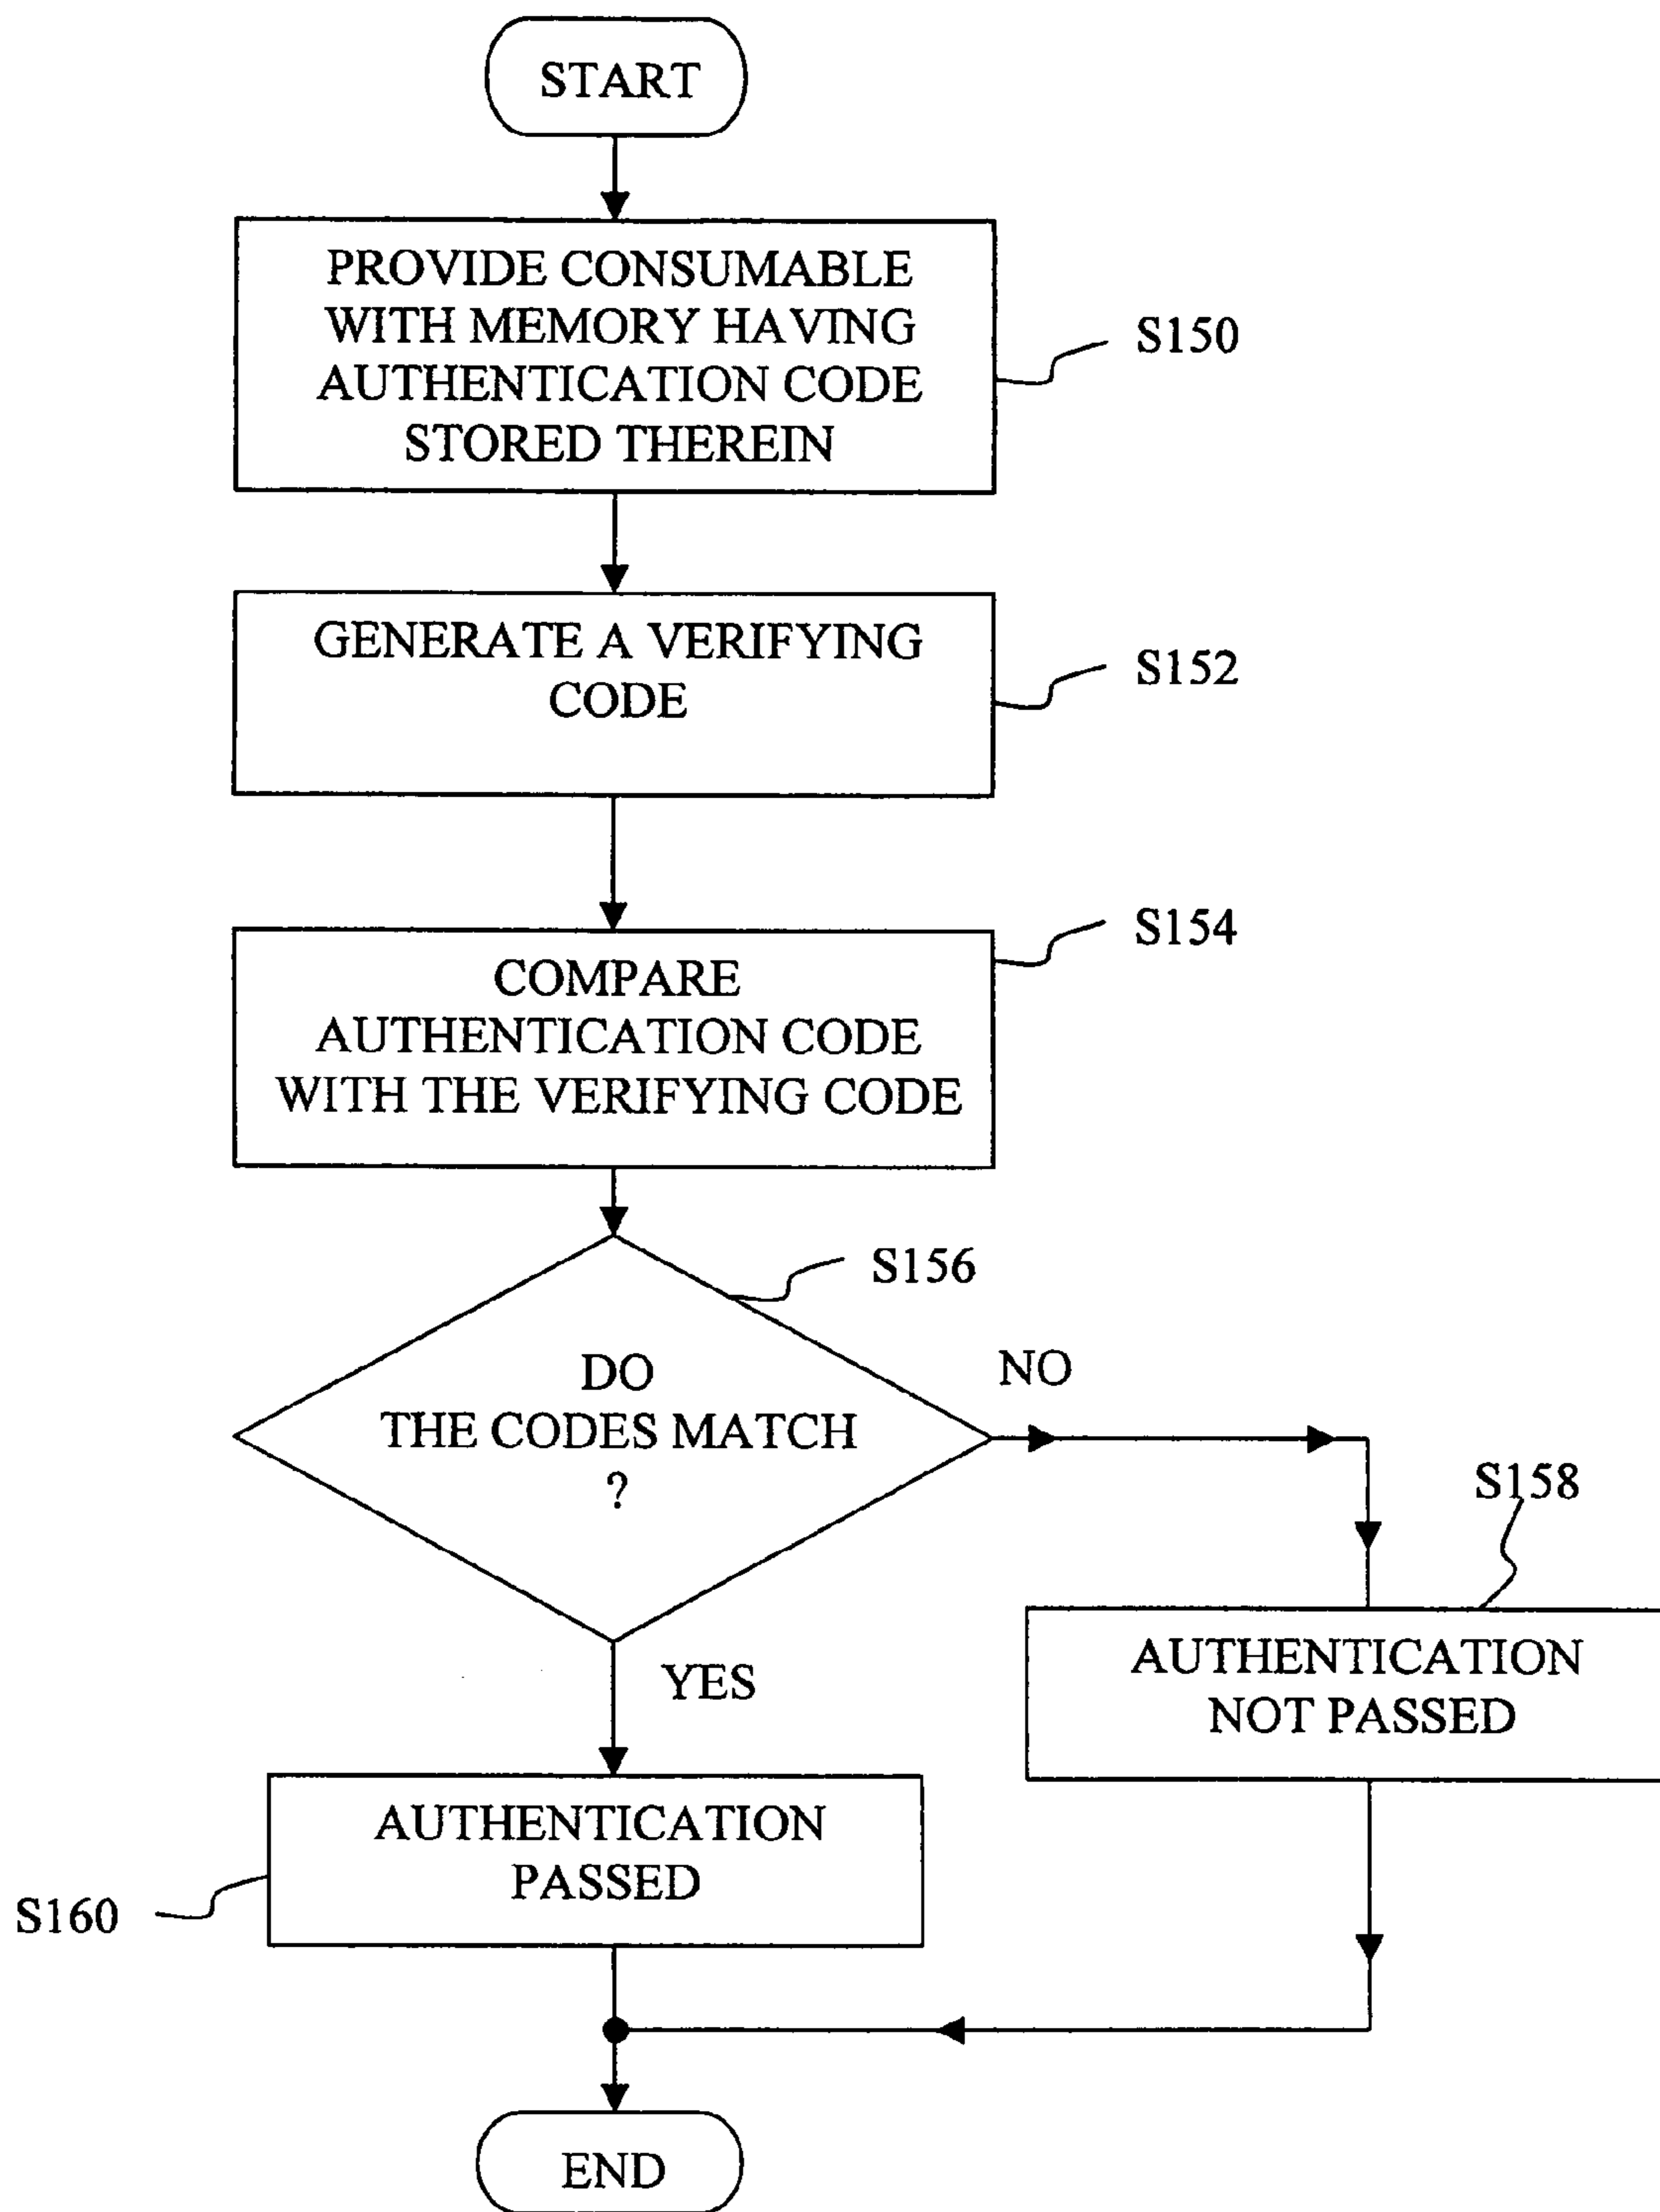 START
PROVIDE CONSUMABLE
WITH MEMORY HAVING
AUTHENTICATION CODE
STORED THEREIN
S150
GENERATE A VERIFYING
CODE
S152
COMPARE
AUTHENTICATION CODE
WITH THE VERIFYING CODE
S154
DO
THE CODES MATCH
?
S156
NO
S158
AUTHENTICATION
NOT PASSED
YES
AUTHENTICATION
PASSED
S160
END